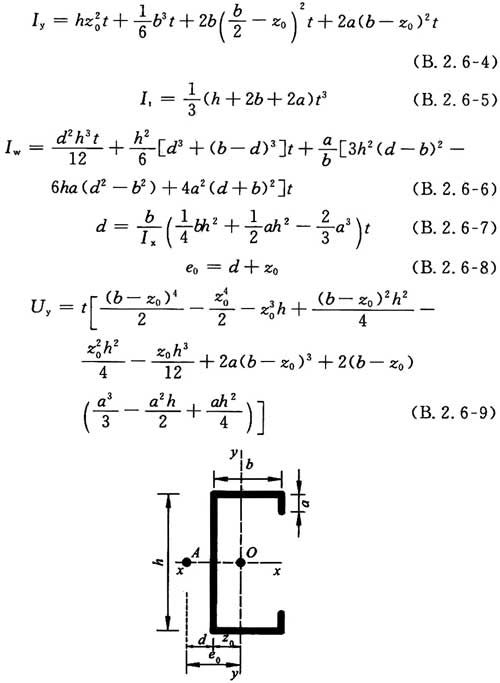 I_y = hz_0^2t + \frac{1}{6}b^3t + 2b\left(\frac{b}{2} - z_0\right)^2t + 2a(b - z_0)^2t
(B. 2.6-4)
I_t = \frac{1}{3}(h + 2b + 2a)t^3 (B. 2.6-5)
I_w = \frac{d^2h^3t}{12} + \frac{h^2}{6}[d^3 + (b - d)^3]t + \frac{a}{b}[3h^2(d - b)^2 -
6ha(d^2 - b^2) + 4a^2(d + b)^2]t (B. 2.6-6)
d = \frac{b}{I_x}\left(\frac{1}{4}bh^2 + \frac{1}{2}ah^2 - \frac{2}{3}a^3\right)t (B. 2.6-7)
e_0 = d + z_0 (B. 2.6-8)
U_y = t\left[\frac{(b - z_0)^4}{2} - \frac{z_0^4}{2} - z_0^3h + \frac{(b - z_0)^2h^2}{4} -
\frac{z_0^2h^2}{4} - \frac{z_0h^3}{12} + 2a(b - z_0)^3 + 2(b - z_0)
\left(\frac{a^3}{3} - \frac{a^2h}{2} + \frac{ah^2}{4}\right)\right] (B. 2.6-9)
y
b
a
h
A
O
x
x
d
z_0
e_0
y